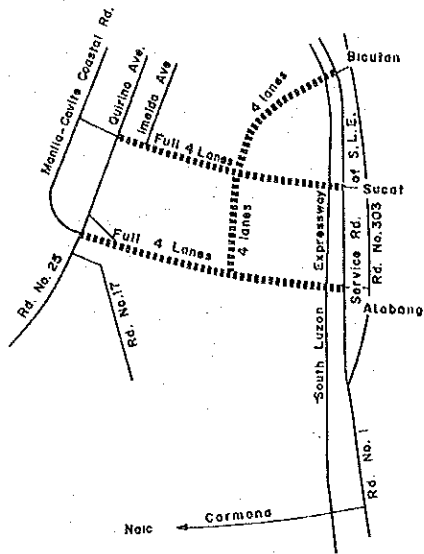 Manila-Cavite Coastal Rd.
Quirino Ave.
Imelda Ave
4 lanes
Bicutan
Full 4 Lanes
4 lanes
Sucat
Full 4 Lanes
South Luzon Expressway
Service Rd. of S.L.E.
Rd. No. 303
Alabang
Rd. No. 25
Rd. No. 17
Rd. No. 1
Naic
Carmona